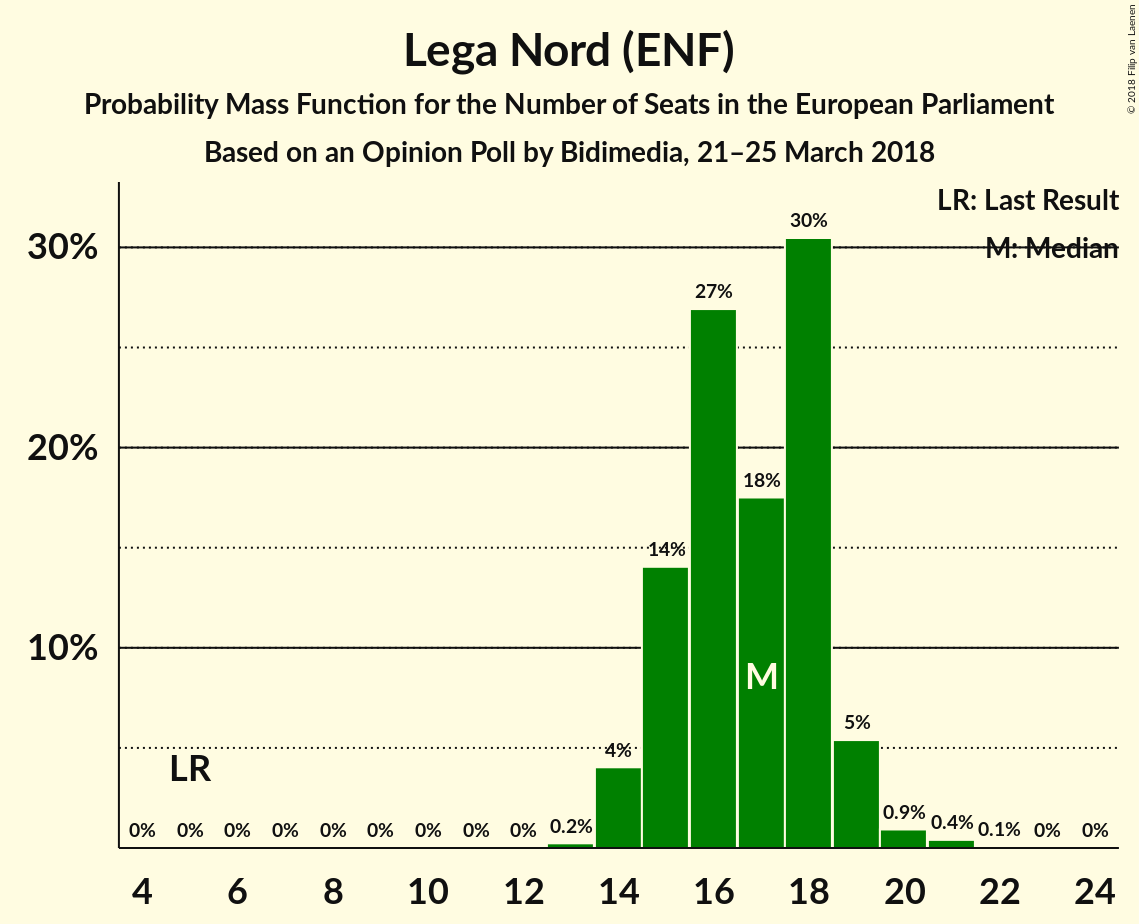 Lega Nord (ENF)
Probability Mass Function for the Number of Seats in the European Parliament
Based on an Opinion Poll by Bidimedia, 21–25 March 2018
© 2018 Filip van Laenen
LR: Last Result
M: Median
30%
20%
10%
LR
M
0% 0% 0% 0% 0% 0% 0% 0% 0% 0.2% 4% 14% 27% 18% 30% 5% 0.9% 0.4% 0.1% 0% 0%
4 6 8 10 12 14 16 18 20 22 24